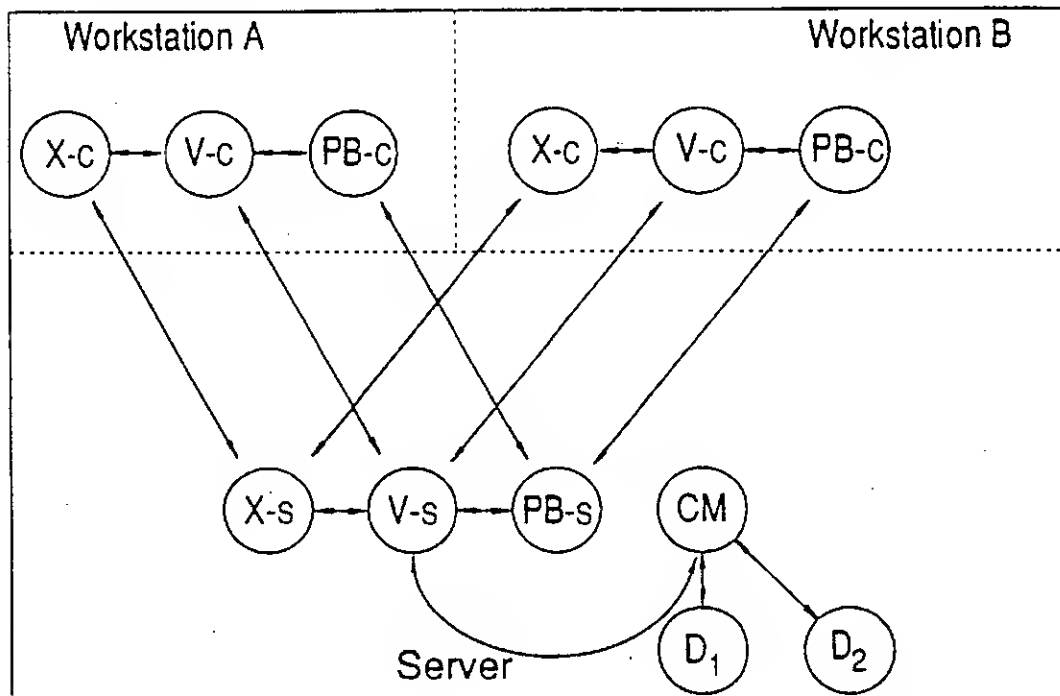 Workstation A Workstation B
X-c V-c PB-c X-c V-c PB-c
X-s V-s PB-s CM
Server D₁ D₂